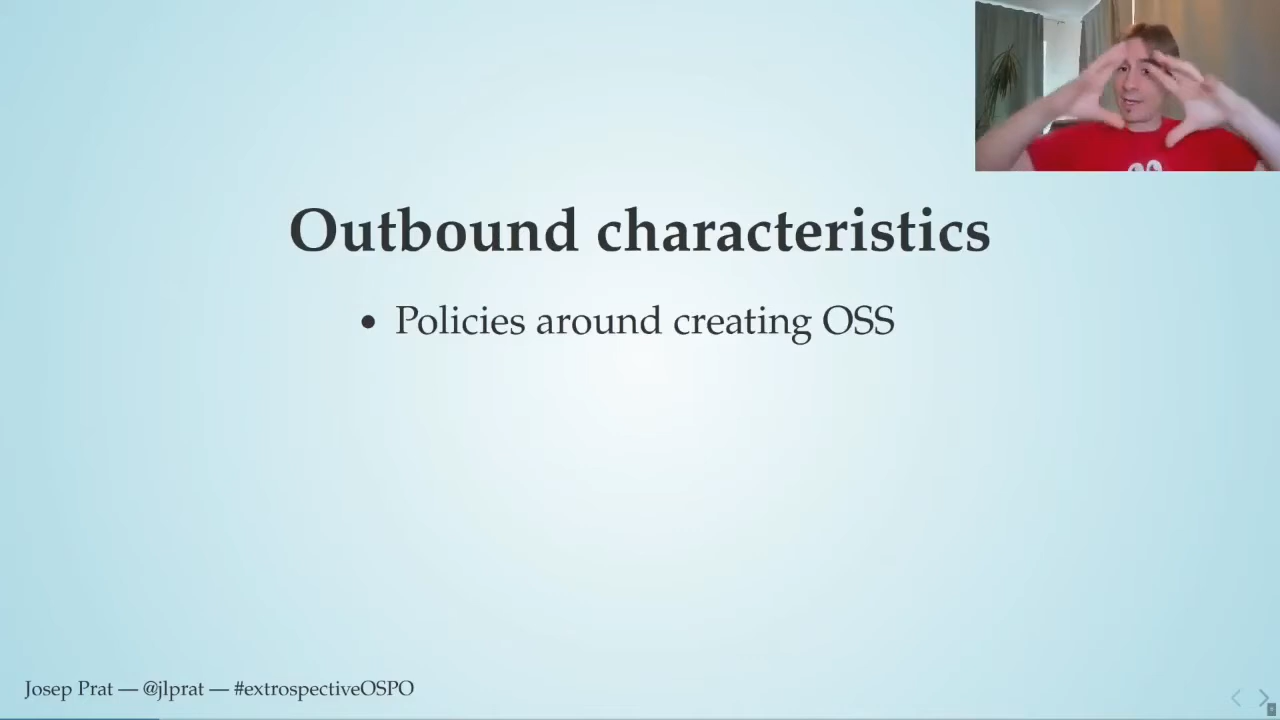 Outbound characteristics
• Policies around creating OSS
Josep Prat — @jlprat — #extrospectiveOSPO